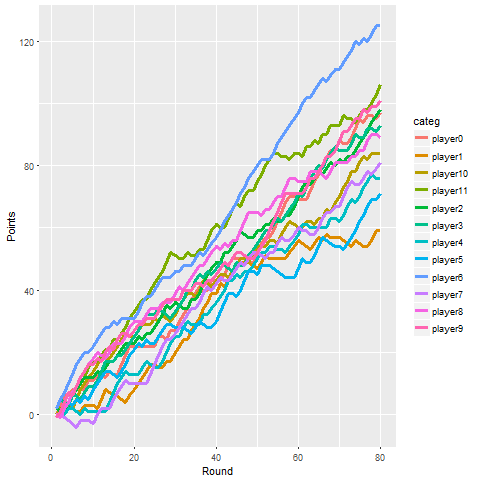 120
80
40
0
Points
0
20
40
60
80
Round
categ
player0
player1
player10
player11
player2
player3
player4
player5
player6
player7
player8
player9